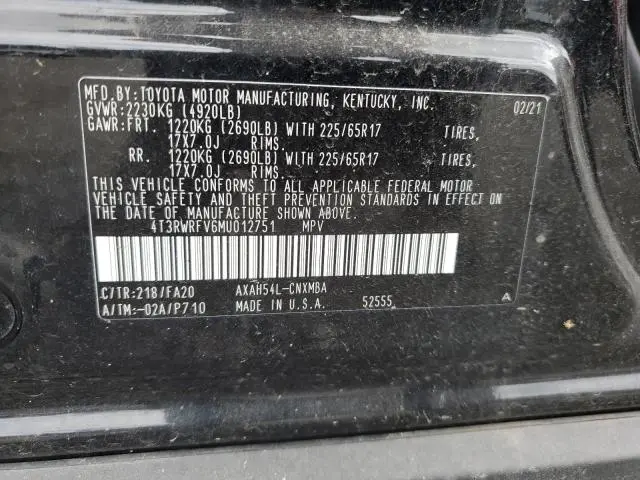 MFD.BY:TOYOTA MOTOR MANUFACTURING, KENTUCKY, INC. 02/21
GVWR:2230KG (4920LB)
GAWR:FRT. 1220KG (2690LB) WITH 225/65R17 TIRES,
17X7.0J RIMS.
RR. 1220KG (2690LB) WITH 225/65R17 TIRES,
17X7.0J RIMS.
THIS VEHICLE CONFORMS TO ALL APPLICABLE FEDERAL MOTOR
VEHICLE SAFETY AND THEFT PREVENTION STANDARDS IN EFFECT ON
THE DATE OF MANUFACTURE SHOWN ABOVE.
4T3RWRFV6MU012751 MPV
C/TR:218/FA20 AXAH54L-CNXMBA
A/TM:-02A/P710 MADE IN U.S.A. 52555 A